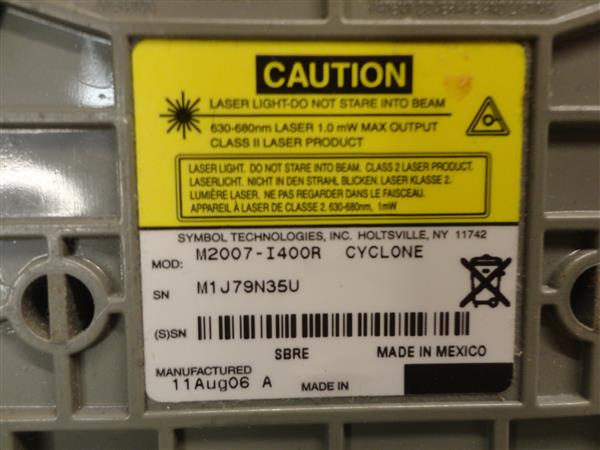 CAUTION
LASER LIGHT-DO NOT STARE INTO BEAM
630-680nm LASER 1.0 mW MAX OUTPUT
CLASS II LASER PRODUCT
LASER LIGHT. DO NOT STARE INTO BEAM. CLASS 2 LASER PRODUCT.
LASERLICHT. NICHT IN DEN STRAHL BLICKEN. LASER KLASSE 2.
LUMIÈRE LASER. NE PAS REGARDER DANS LE FAISCEAU.
APPAREIL À LASER DE CLASSE 2. 630-680nm, 1mW
SYMBOL TECHNOLOGIES, INC. HOLTSVILLE, NY 11742
MOD: M2007-I400R CYCLONE
SN M1J79N35U
(S)SN
SBRE MADE IN MEXICO
MANUFACTURED
11Aug06 A MADE IN